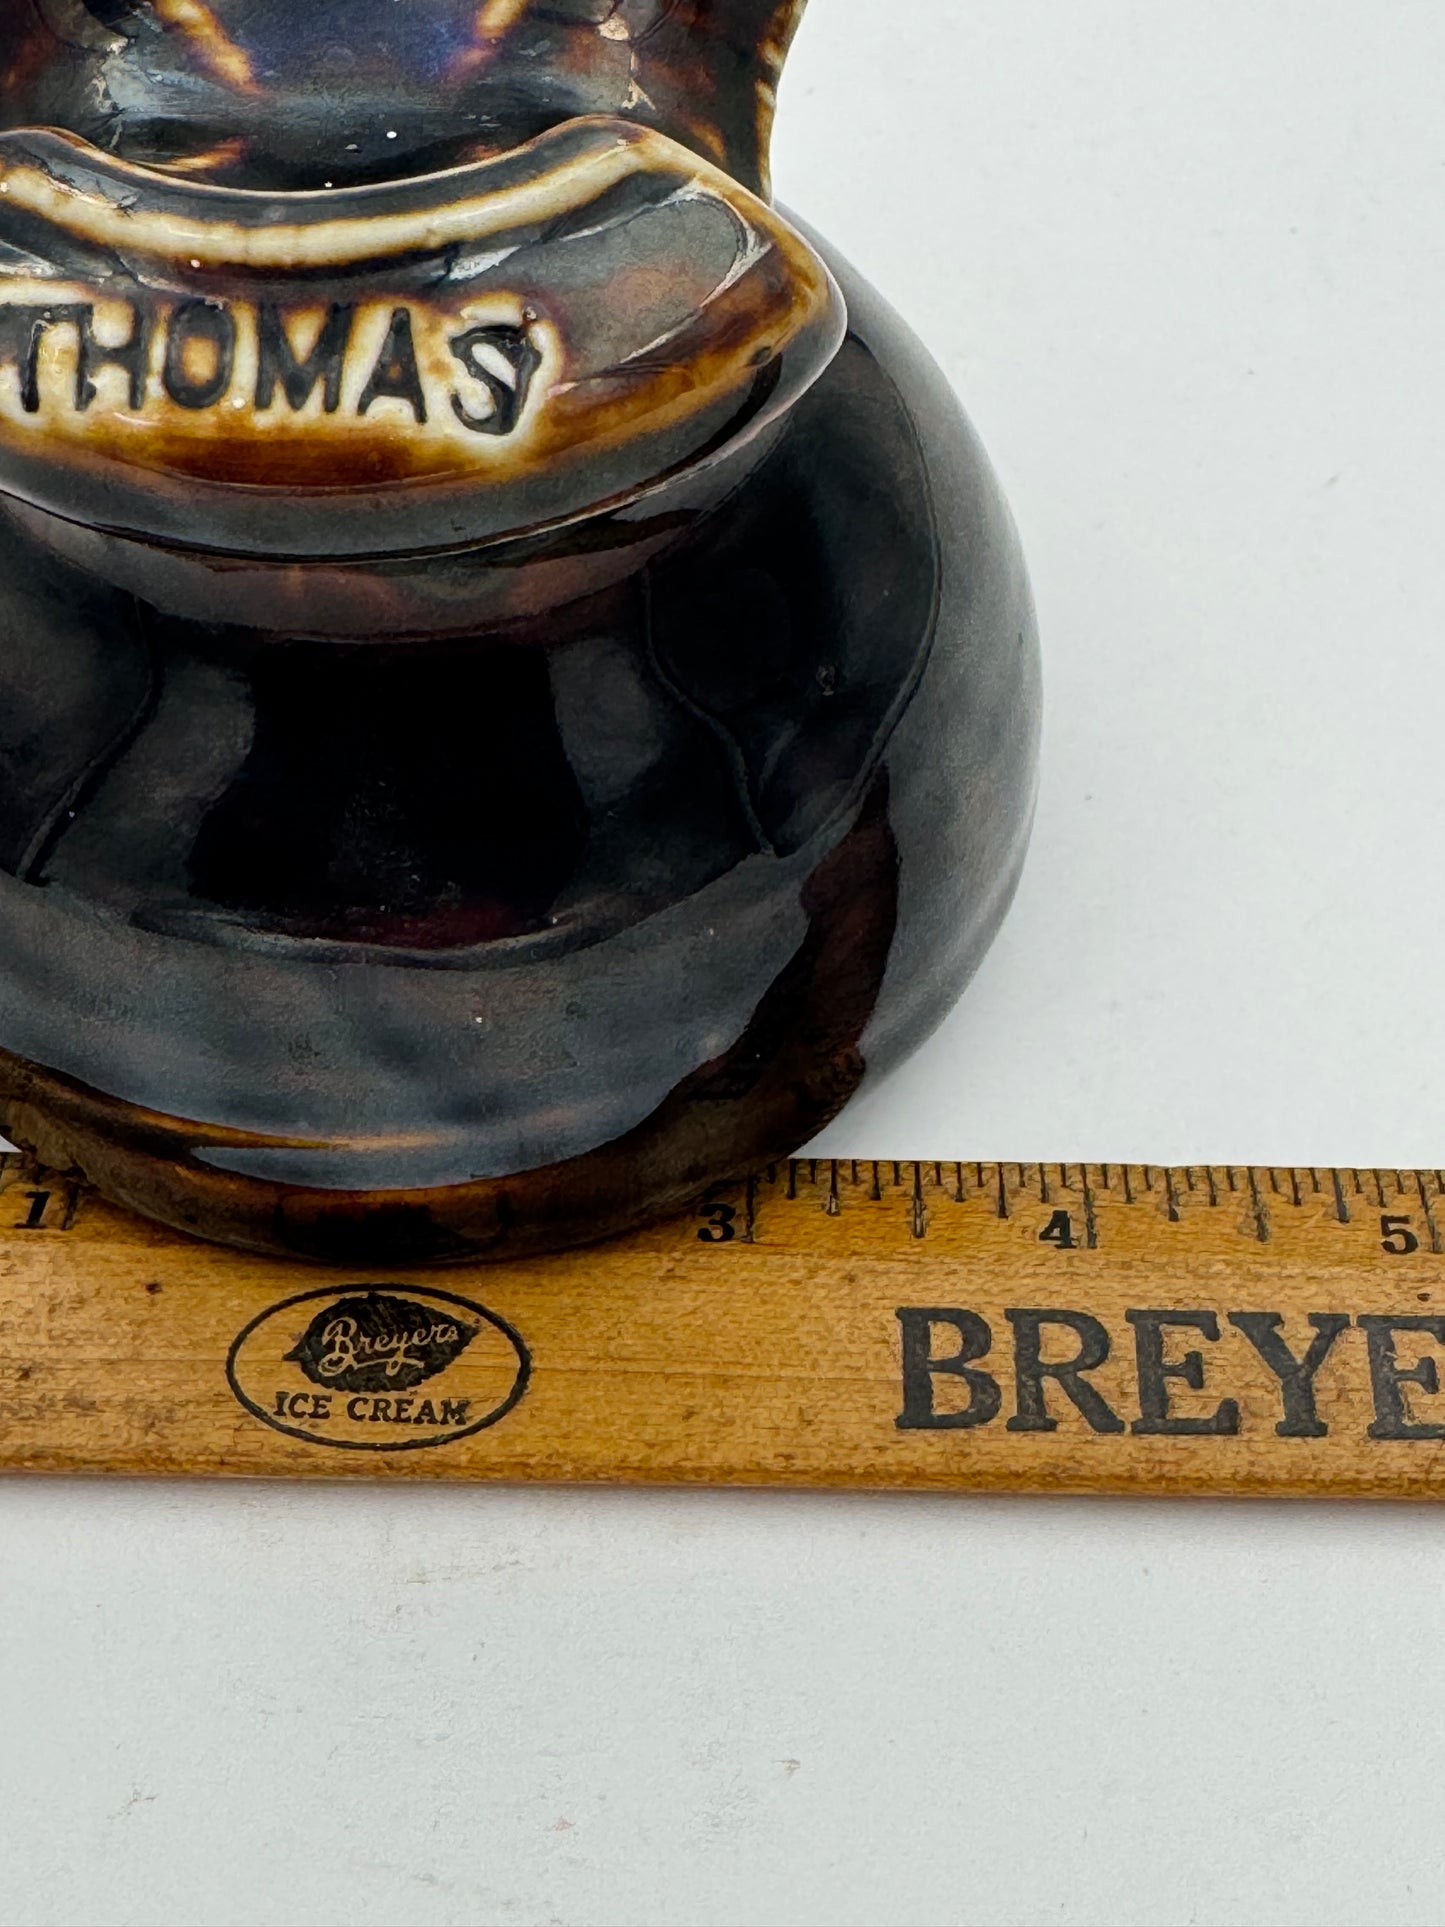 THOMAS
1 3 4 5
Breyers
ICE CREAM
BREYE